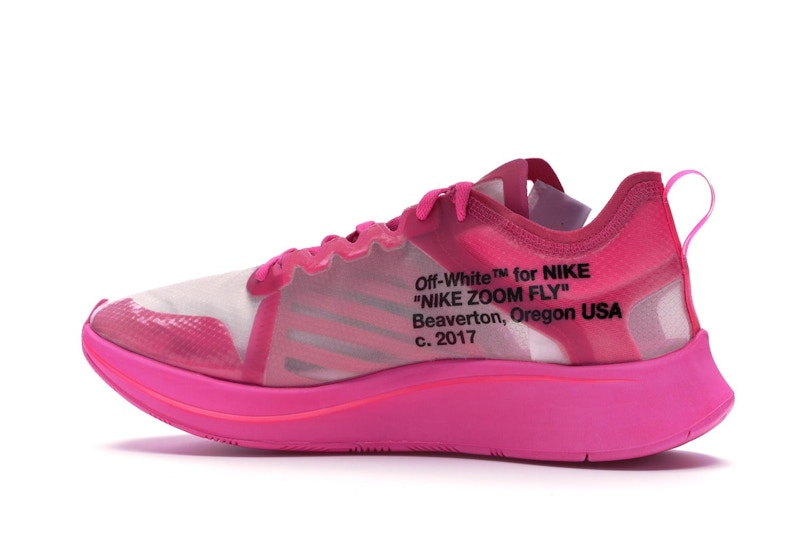 Off-White™ for NIKE
"NIKE ZOOM FLY"
Beaverton, Oregon USA
c. 2017